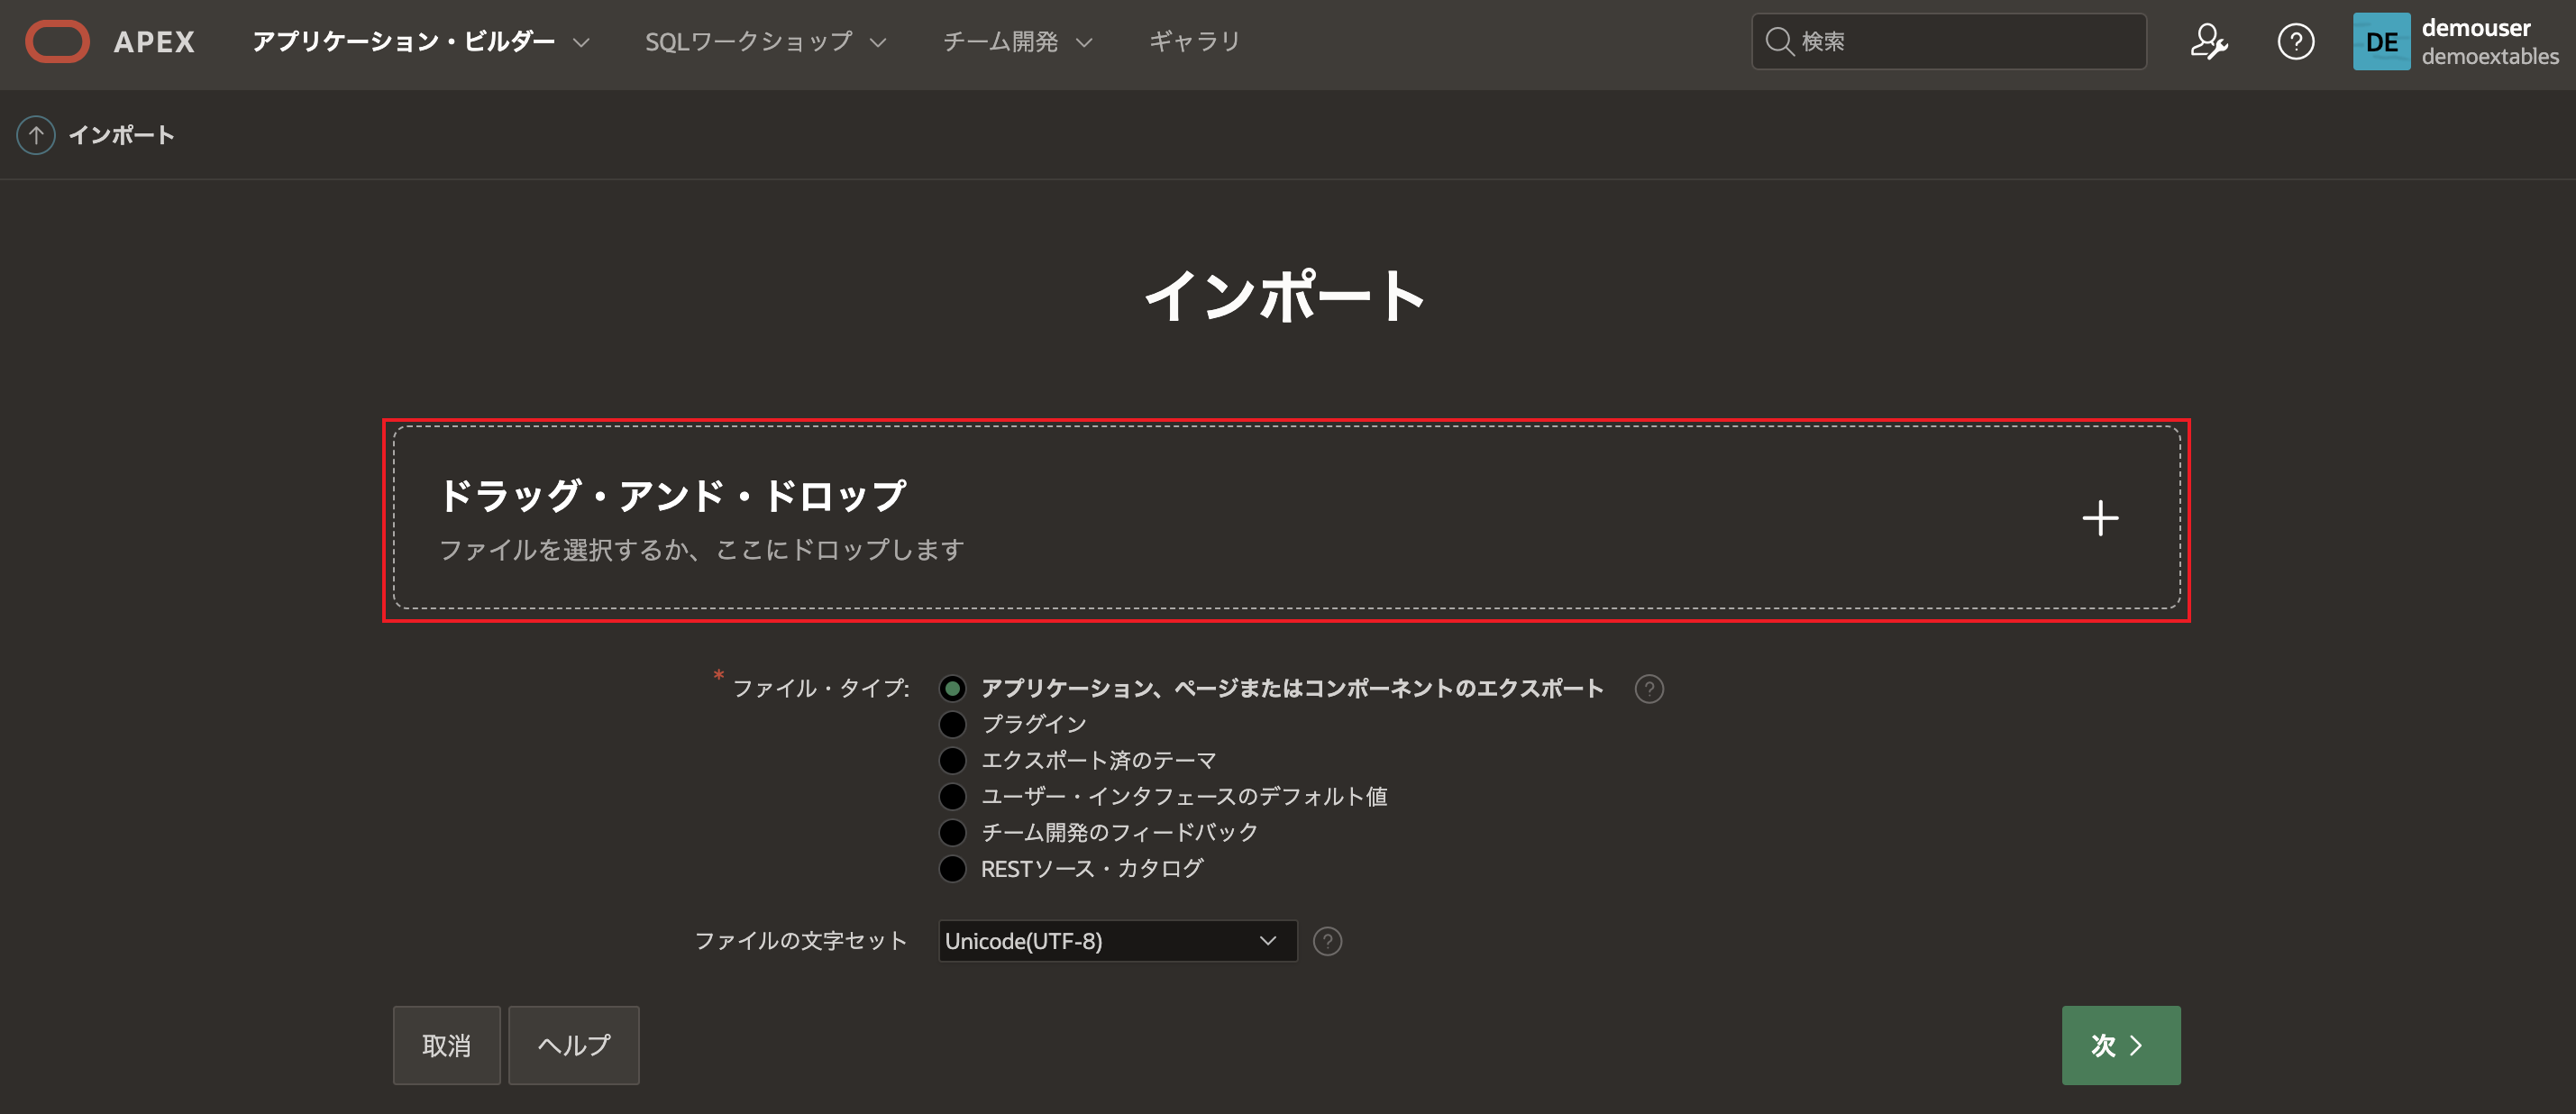 APEX アプリケーション・ビルダー SQLワークショップ チーム開発 ギャラリ 検索 ? DE demouser
demoextables
インポート
インポート
ドラッグ・アンド・ドロップ
ファイルを選択するか、ここにドロップします
* ファイル・タイプ: アプリケーション、ページまたはコンポーネントのエクスポート ?
プラグイン
エクスポート済のテーマ
ユーザー・インタフェースのデフォルト値
チーム開発のフィードバック
RESTソース・カタログ
ファイルの文字セット Unicode(UTF-8) ?
取消 ヘルプ 次